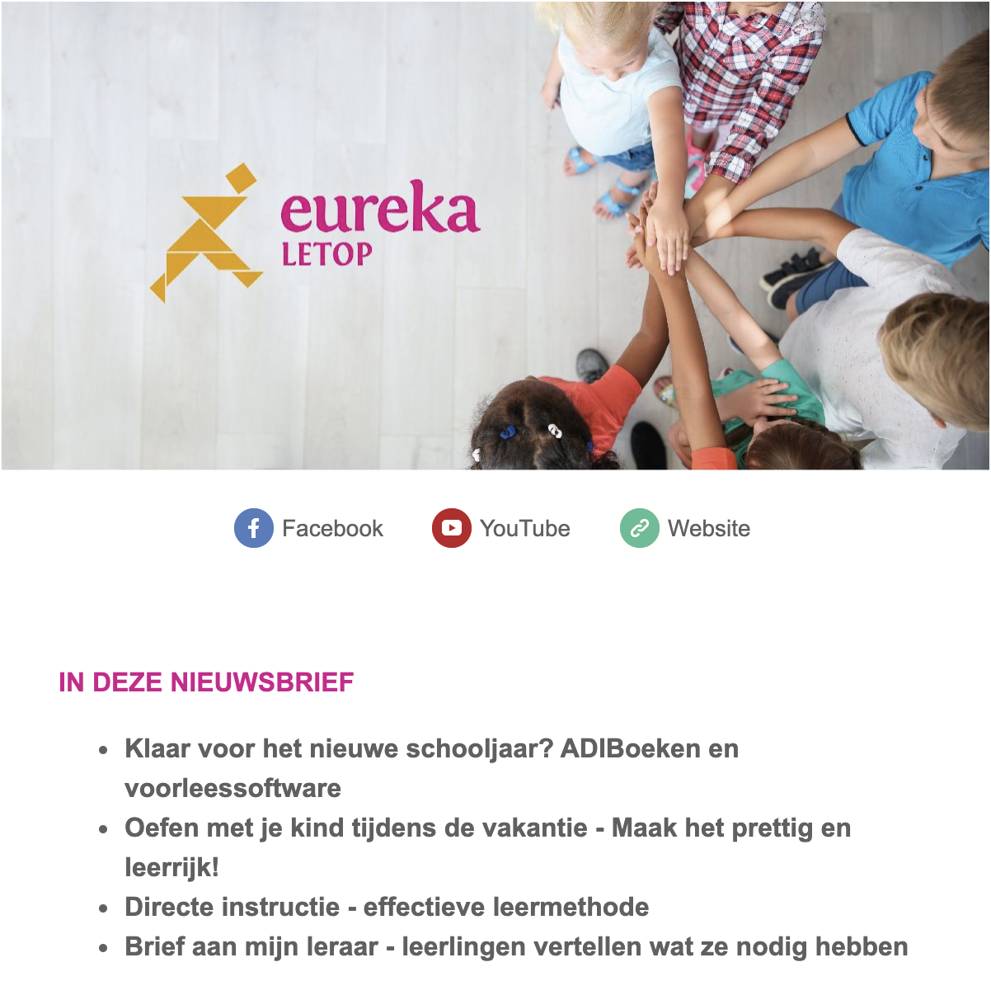 eureka
LETOP
Facebook
YouTube
Website
IN DEZE NIEUWSBRIEF
• Klaar voor het nieuwe schooljaar? ADIBoeken en
voorleessoftware
• Oefen met je kind tijdens de vakantie - Maak het prettig en
leerrijk!
• Directe instructie - effectieve leermethode
• Brief aan mijn leraar - leerlingen vertellen wat ze nodig hebben